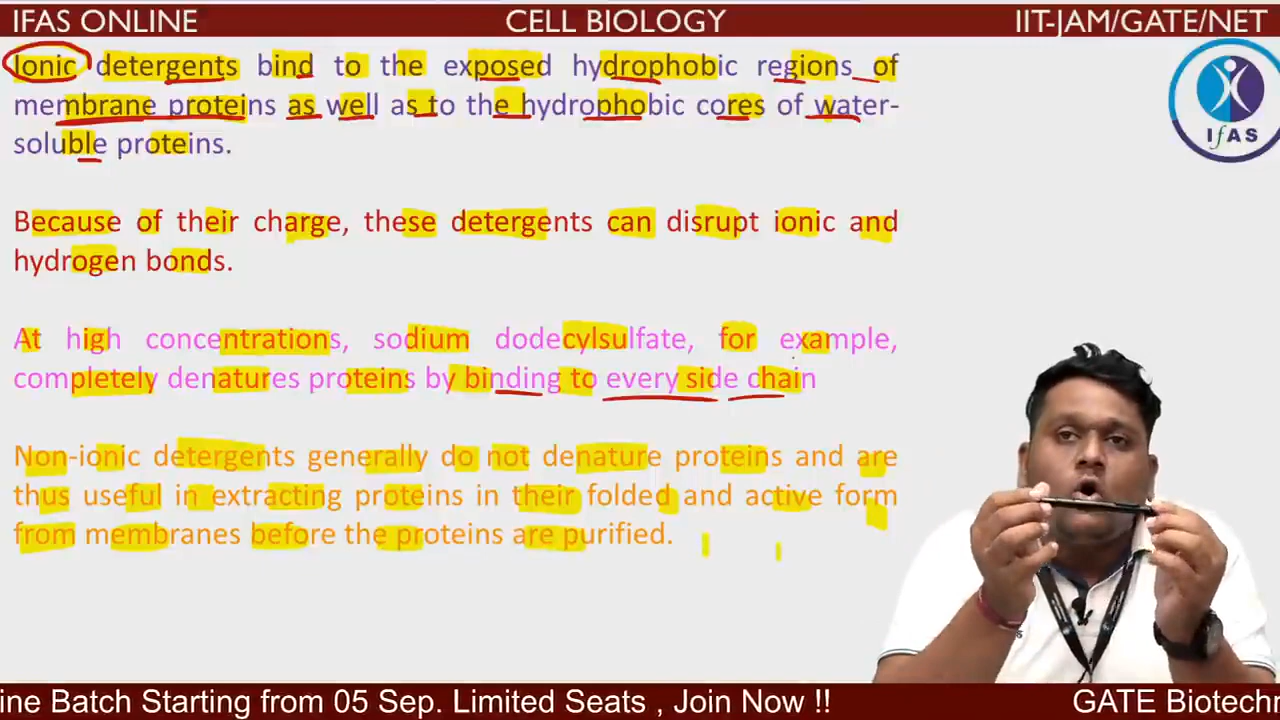 IFAS ONLINE CELL BIOLOGY IIT-JAM/GATE/NET
Ionic detergents bind to the exposed hydrophobic regions of
membrane proteins as well as to the hydrophobic cores of water-
soluble proteins.
IfAS
Because of their charge, these detergents can disrupt ionic and
hydrogen bonds.
At high concentrations, sodium dodecylsulfate, for example,
completely denatures proteins by binding to every side chain
Non-ionic detergents generally do not denature proteins and are
thus useful in extracting proteins in their folded and active form
from membranes before the proteins are purified.
ine Batch Starting from 05 Sep. Limited Seats , Join Now !! GATE Biotechn